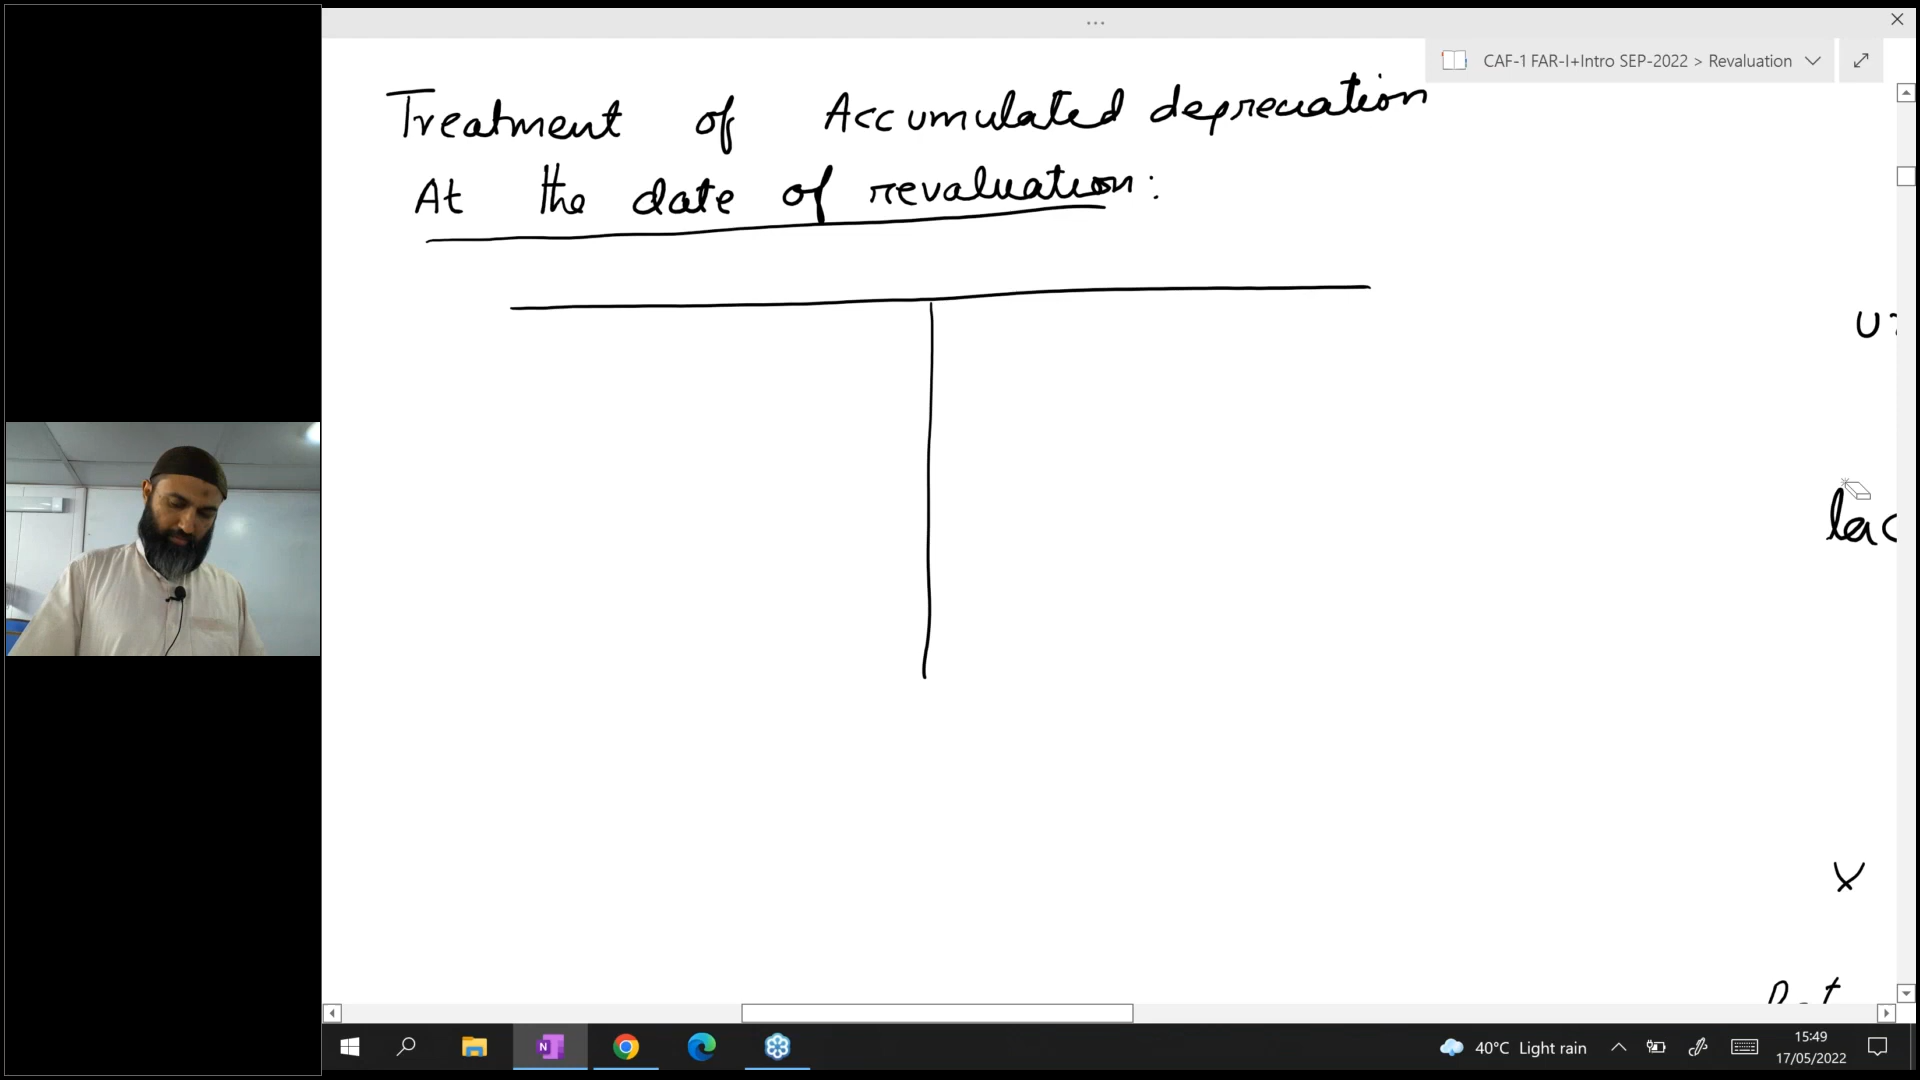 CAF-1 FAR-I+Intro SEP-2022 > Revaluation
Treatment of Accumulated depreciation
At the date of revaluation:
lac
x
40°C Light rain
15:49
17/05/2022